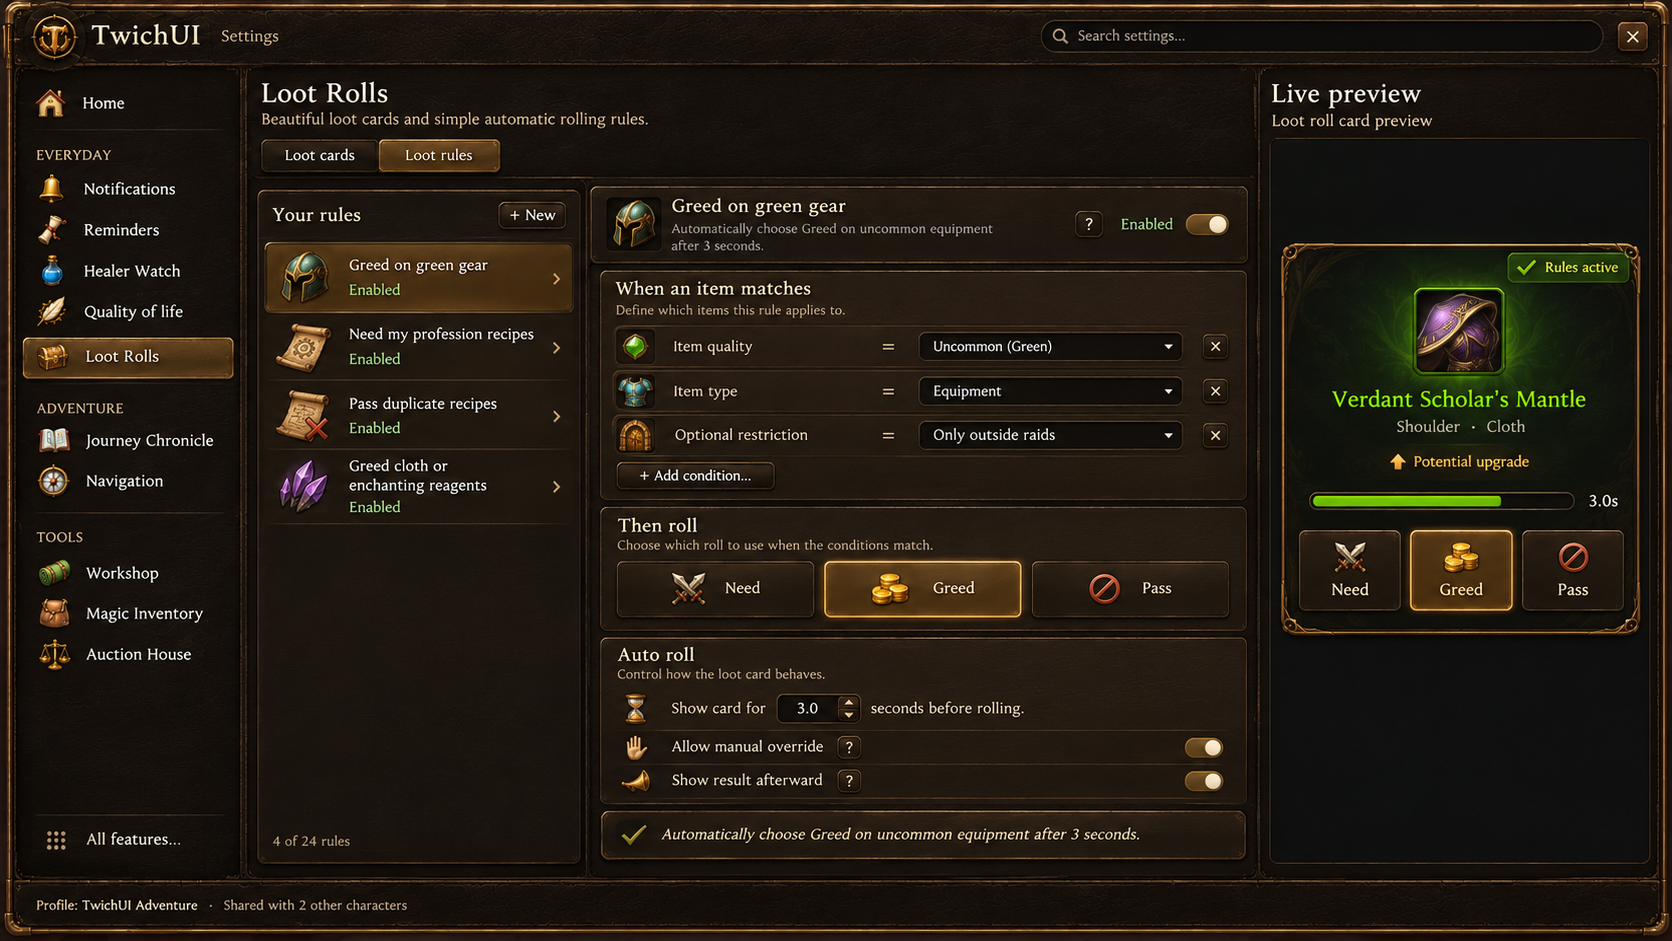 TwichUI Settings
Search settings...
Home
EVERYDAY
Notifications
Reminders
Healer Watch
Quality of life
Loot Rolls
ADVENTURE
Journey Chronicle
Navigation
TOOLS
Workshop
Magic Inventory
Auction House
All features...
Loot Rolls
Beautiful loot cards and simple automatic rolling rules.
Loot cards
Loot rules
Your rules
+ New
Greed on green gear
Enabled
Need my profession recipes
Enabled
Pass duplicate recipes
Enabled
Greed cloth or
enchanting reagents
Enabled
4 of 24 rules
Greed on green gear
Automatically choose Greed on uncommon equipment
after 3 seconds.
?
Enabled
When an item matches
Define which items this rule applies to.
Item quality = Uncommon (Green)
Item type = Equipment
Optional restriction = Only outside raids
+ Add condition...
Then roll
Choose which roll to use when the conditions match.
Need
Greed
Pass
Auto roll
Control how the loot card behaves.
Show card for 3.0 seconds before rolling.
Allow manual override ?
Show result afterward ?
Automatically choose Greed on uncommon equipment after 3 seconds.
Live preview
Loot roll card preview
Rules active
Verdant Scholar's Mantle
Shoulder · Cloth
Potential upgrade
3.0s
Need
Greed
Pass
Profile: TwichUI Adventure · Shared with 2 other characters